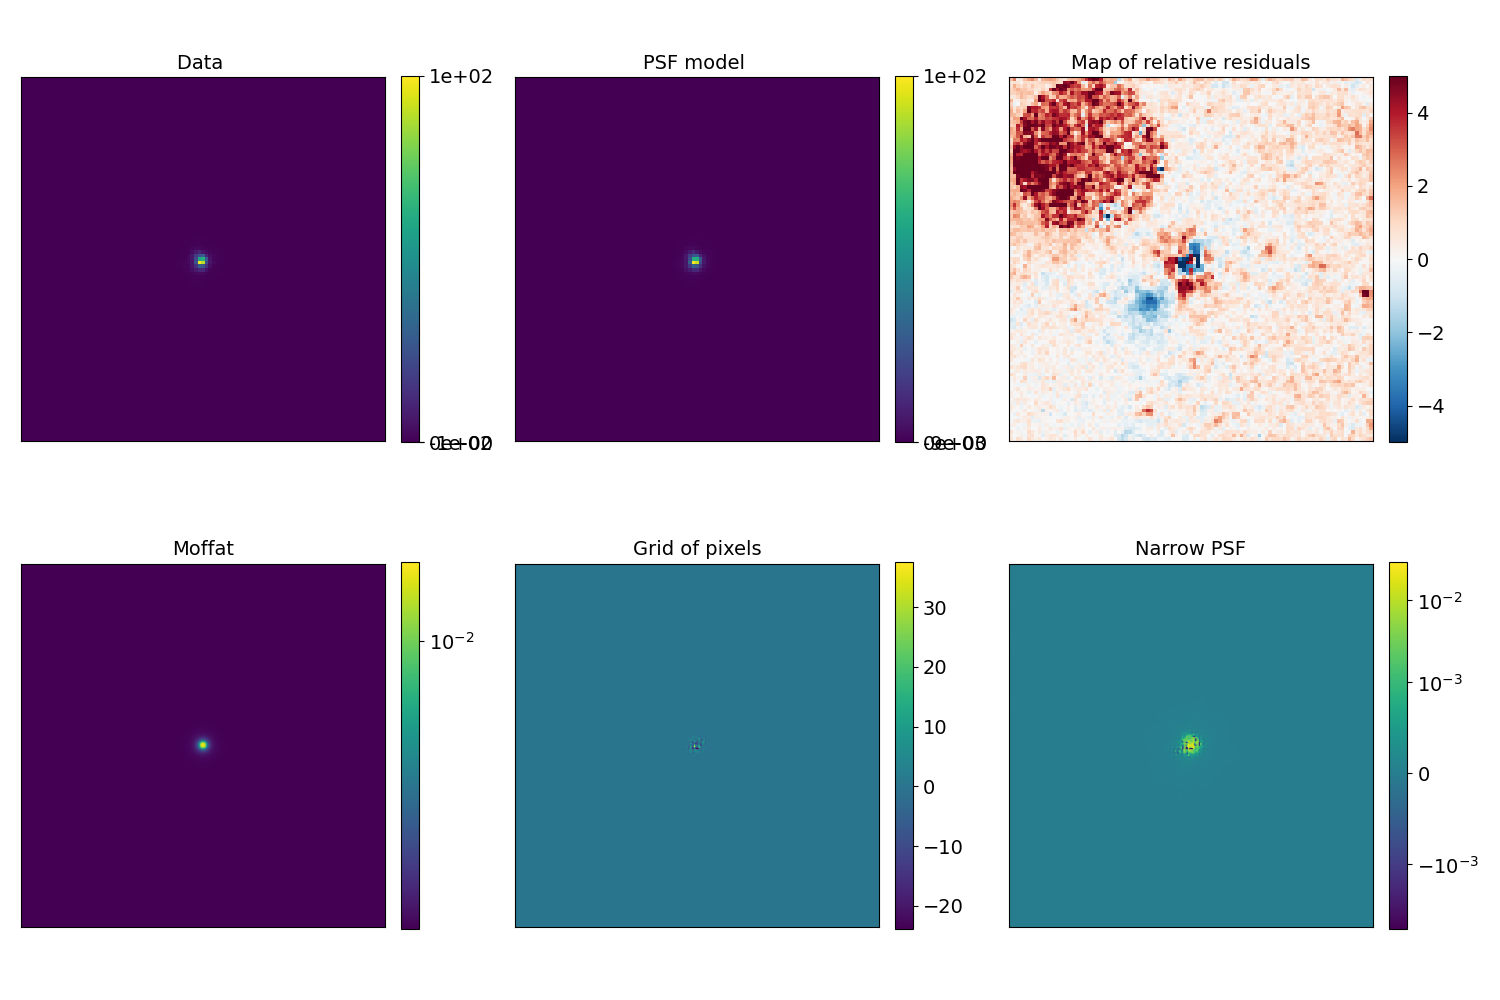 Data
PSF model
Map of relative residuals
1e+02
1e+02
4
2
0
−2
−4
Moffat
Grid of pixels
Narrow PSF
10⁻²
30
20
10
0
−10
−20
10⁻²
10⁻³
0
−10⁻³